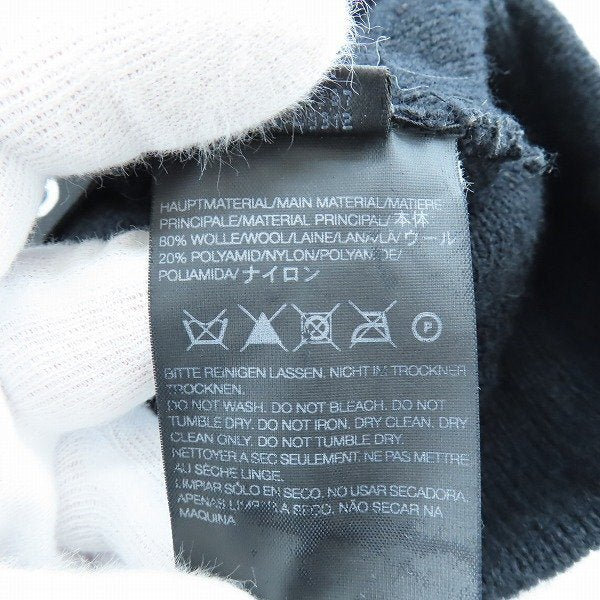 HAUPTMATERIAL/MAIN MATERIAL/MATIERE
PRINCIPALE/MATERIAL PRINCIPAL/本体
80% WOLLE/WOOL/LAINE/LANA/LÃ/ウール
20% POLYAMID/NYLON/POLYAMIDE/
POLIAMIDA/ナイロン
P
BITTE REINIGEN LASSEN. NICHT IM TROCKNER
TROCKNEN.
DO NOT WASH. DO NOT BLEACH. DO NOT
TUMBLE DRY. DO NOT IRON. DRY CLEAN. DRY
CLEAN ONLY. DO NOT TUMBLE DRY.
NETTOYER A SEC SEULEMENT. NE PAS METTRE
AU SÈCHE LINGE.
LIMPIAR SÓLO EN SECO. NO USAR SECADORA.
APENAS LIMPEZA SECO. NÃO SECAR NA
MAQUINA